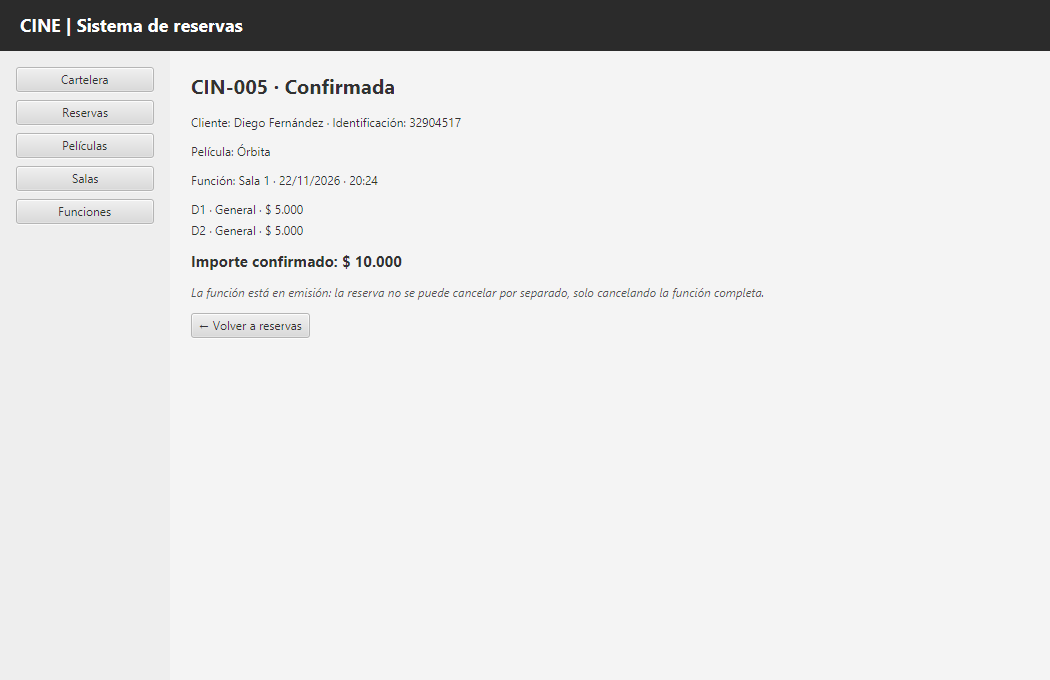 CINE | Sistema de reservas
Cartelera
Reservas
Películas
Salas
Funciones
CIN-005 · Confirmada
Cliente: Diego Fernández · Identificación: 32904517
Película: Órbita
Función: Sala 1 · 22/11/2026 · 20:24
D1 · General · $ 5.000
D2 · General · $ 5.000
Importe confirmado: $ 10.000
La función está en emisión: la reserva no se puede cancelar por separado, solo cancelando la función completa.
← Volver a reservas